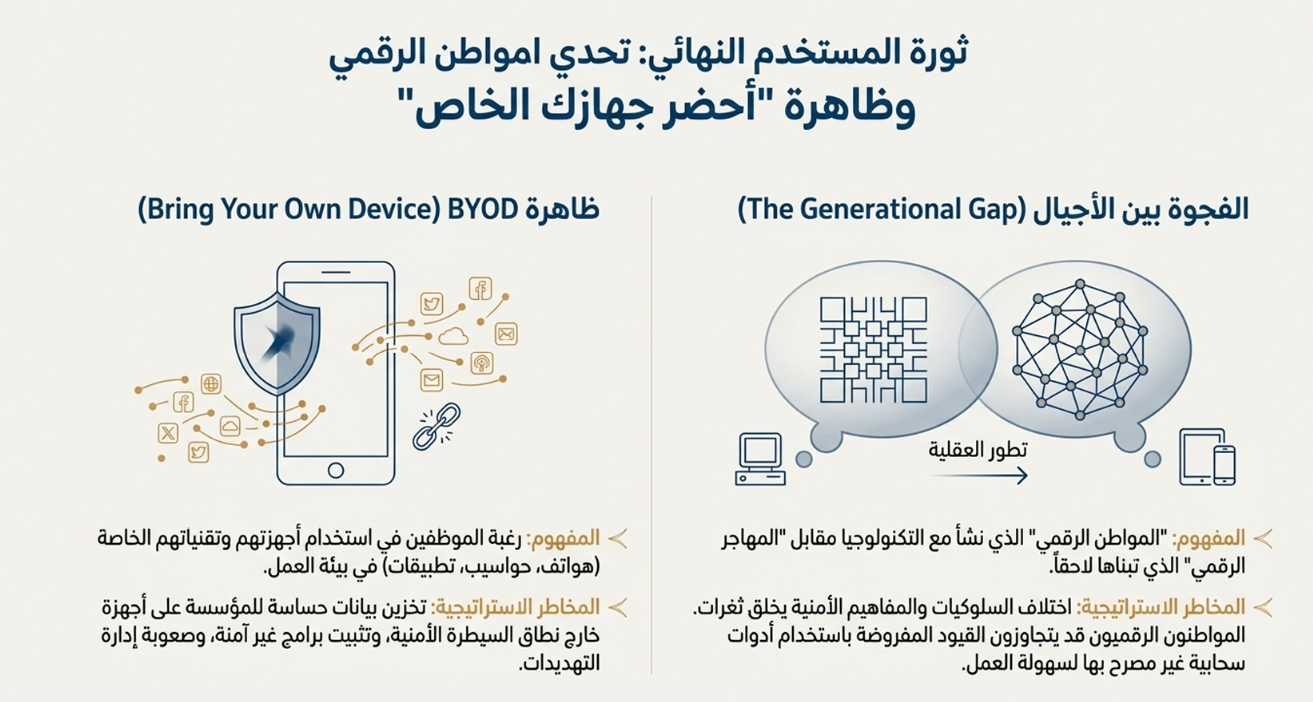 ثورة المستخدم النهائي: تحدي امواطن الرقمي
وظاهرة "أحضر جهازك الخاص"
الفجوة بين الأجيال (The Generational Gap)
تطور العقلية
المفهوم: "المواطن الرقمي" الذي نشأ مع التكنولوجيا مقابل "المهاجر
الرقمي" الذي تبناها لاحقاً.
المخاطر الاستراتيجية: اختلاف السلوكيات والمفاهيم الأمنية يخلق ثغرات.
المواطنون الرقميون قد يتجاوزون القيود المفروضة باستخدام أدوات
سحابية غير مصرح بها لسهولة العمل.
ظاهرة BYOD (Bring Your Own Device)
المفهوم: رغبة الموظفين في استخدام أجهزتهم وتقنياتهم الخاصة
(هواتف، حواسيب، تطبيقات) في بيئة العمل.
المخاطر الاستراتيجية: تخزين بيانات حساسة للمؤسسة على أجهزة
خارج نطاق السيطرة الأمنية، وتثبيت برامج غير آمنة، وصعوبة إدارة
التهديدات.